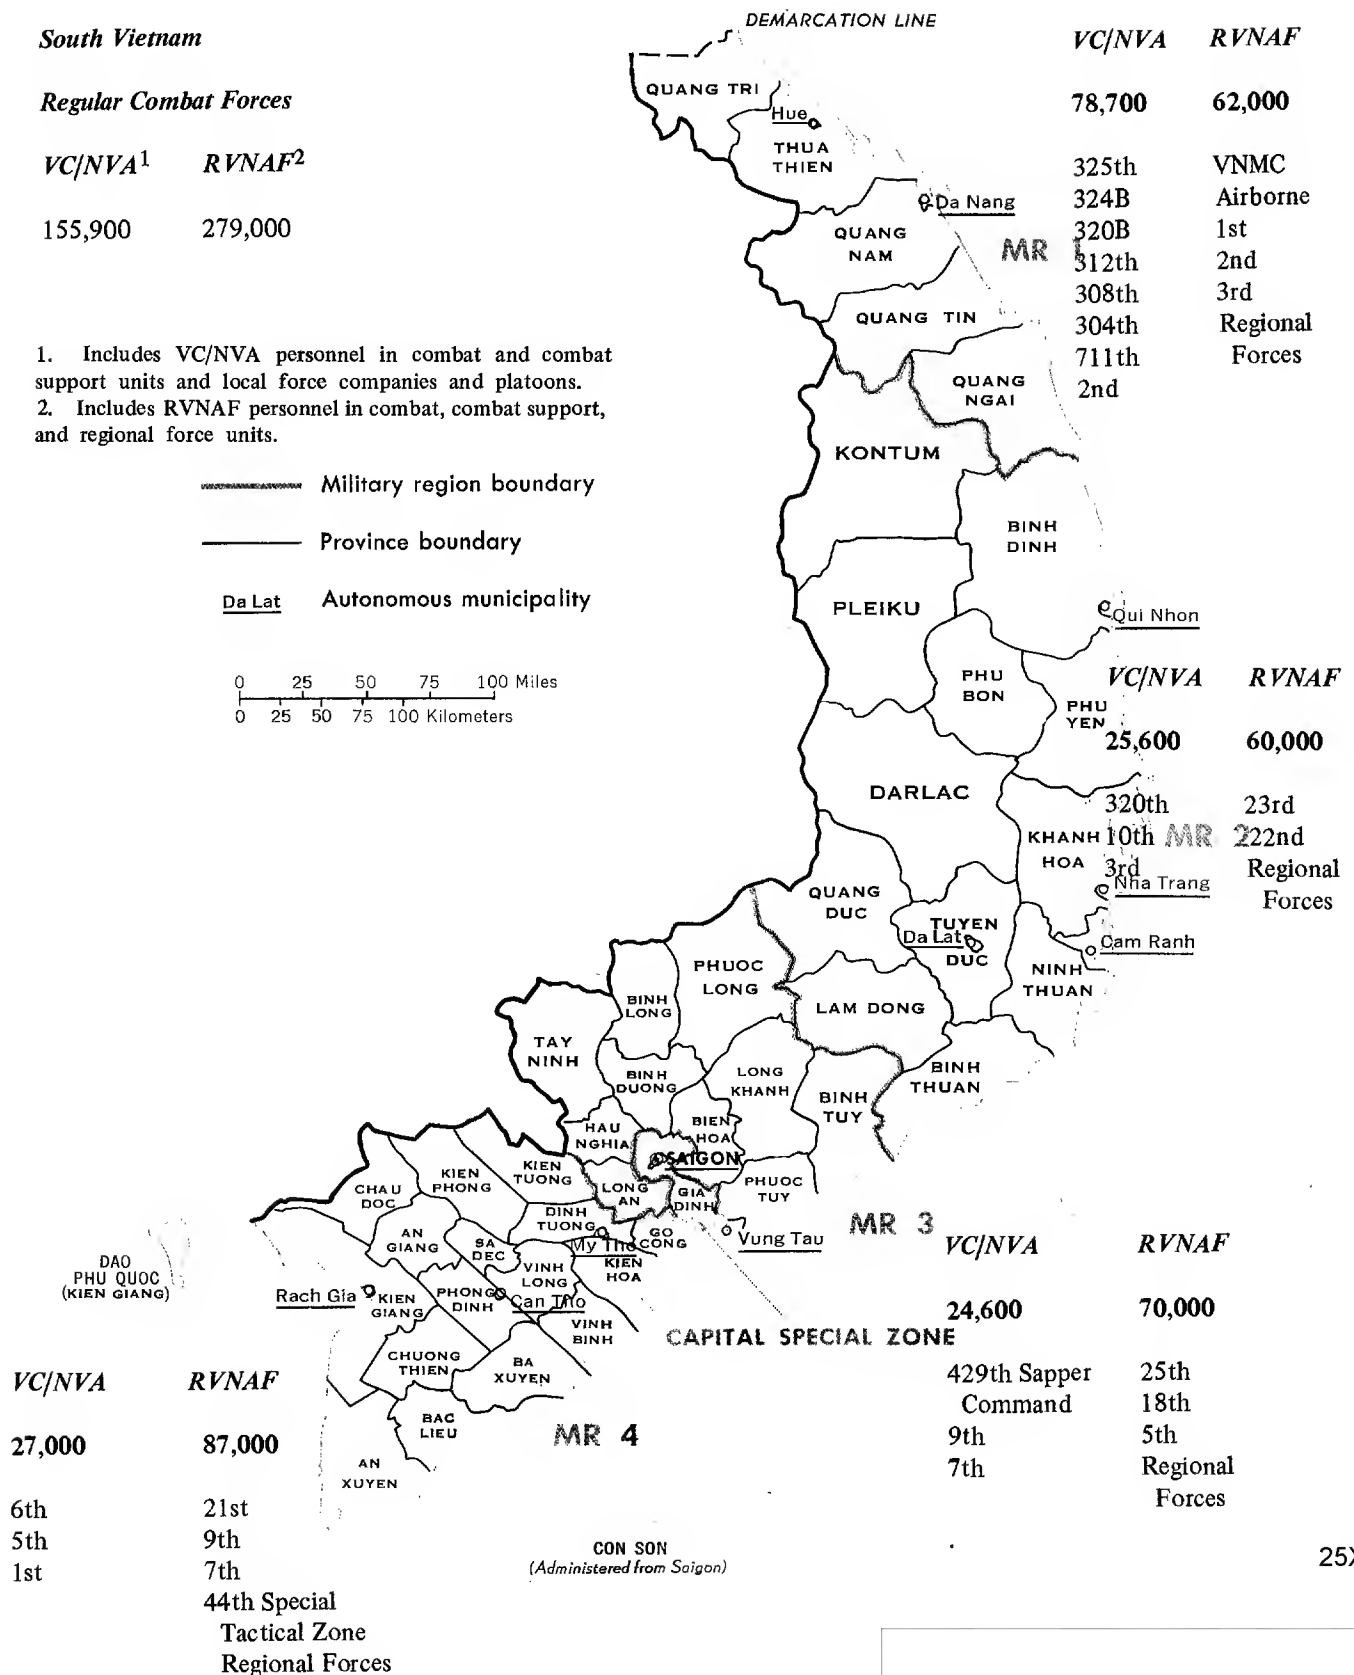 South Vietnam
Regular Combat Forces
VC/NVA1 RVNAF2
155,900 279,000
1. Includes VC/NVA personnel in combat and combat
support units and local force companies and platoons.
2. Includes RVNAF personnel in combat, combat support,
and regional force units.
Military region boundary
Province boundary
Da Lat Autonomous municipality
0 25 50 75 100 Miles
0 25 50 75 100 Kilometers
DEMARCATION LINE
QUANG TRI
Hue
THUA
THIEN
Da Nang
QUANG
NAM
MR 1
QUANG TIN
QUANG
NGAI
VC/NVA RVNAF
78,700 62,000
325th VNMC
324B Airborne
320B 1st
312th 2nd
308th 3rd
304th Regional
711th Forces
2nd
KONTUM
BINH
DINH
PLEIKU
Qui Nhon
PHU
BON
PHU
YEN
DARLAC
KHANH
HOA
MR 2
Nha Trang
QUANG
DUC
TUYEN
DUC
Da Lat
Cam Ranh
NINH
THUAN
LAM DONG
BINH
THUAN
VC/NVA RVNAF
25,600 60,000
320th 23rd
10th 22nd
3rd Regional
Forces
PHUOC
LONG
BINH
LONG
TAY
NINH
BINH
DUONG
LONG
KHANH
BINH
TUY
HAU
NGHIA
BIEN
HOA
SAIGON
LONG
AN
GIA
DINH
PHUOC
TUY
Vung Tau
MR 3
CAPITAL SPECIAL ZONE
VC/NVA RVNAF
24,600 70,000
429th Sapper 25th
Command 18th
9th 5th
7th Regional
Forces
KIEN
TUONG
KIEN
PHONG
CHAU
DOC
AN
GIANG
SA
DEC
DINH
TUONG
My Tho
GO
CONG
KIEN
HOA
VINH
LONG
PHONG
DINH
Can Tho
VINH
BINH
DAO
PHU QUOC
(KIEN GIANG)
Rach Gia
KIEN
GIANG
CHUONG
THIEN
BA
XUYEN
BAC
LIEU
AN
XUYEN
MR 4
VC/NVA RVNAF
27,000 87,000
6th 21st
5th 9th
1st 7th
44th Special
Tactical Zone
Regional Forces
CON SON
(Administered from Saigon)
25X